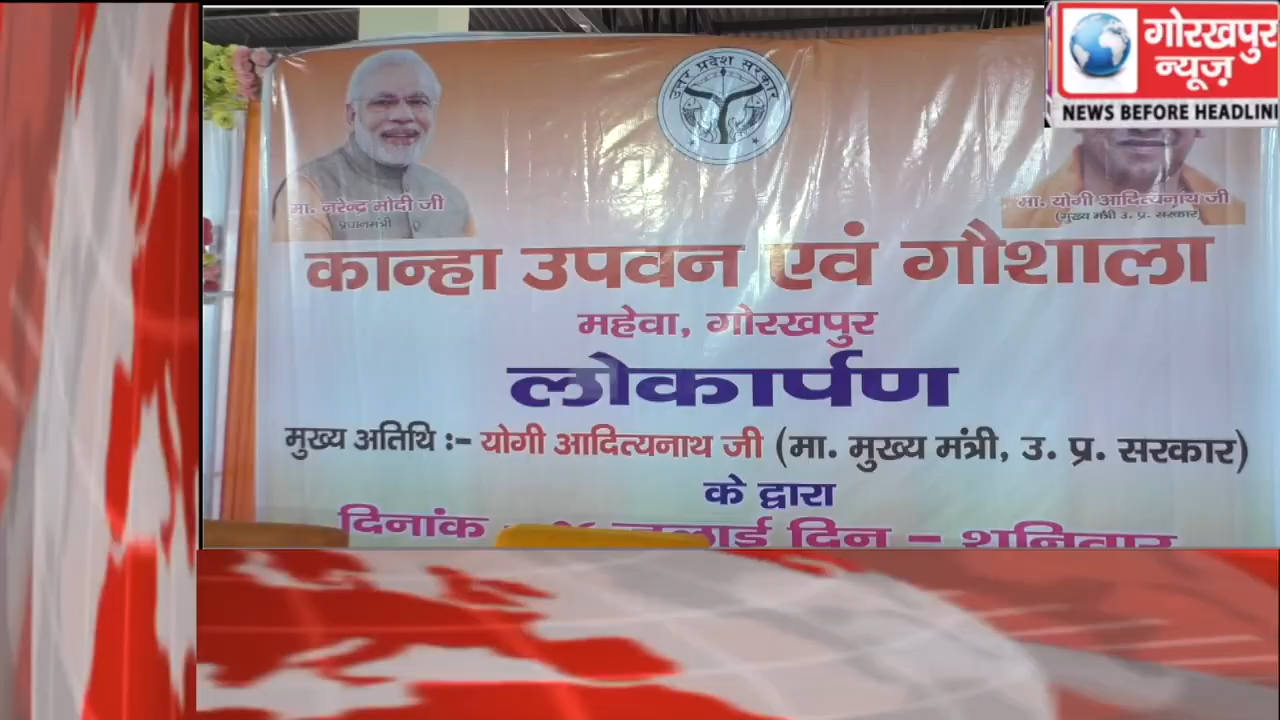 गोरखपुर
न्यूज़
NEWS BEFORE HEADLINE
उत्तर प्रदेश सरकार
मा. नरेन्द्र मोदी जी
प्रधानमंत्री
मा. योगी आदित्यनाथ जी
(मुख्य मंत्री उ. प्र. सरकार)
कान्हा उपवन एवं गौशाला
महेवा, गोरखपुर
लोकार्पण
मुख्य अतिथि :- योगी आदित्यनाथ जी (मा. मुख्य मंत्री, उ. प्र. सरकार)
के द्वारा
दिनांक जुलाई दिन - शनिवार